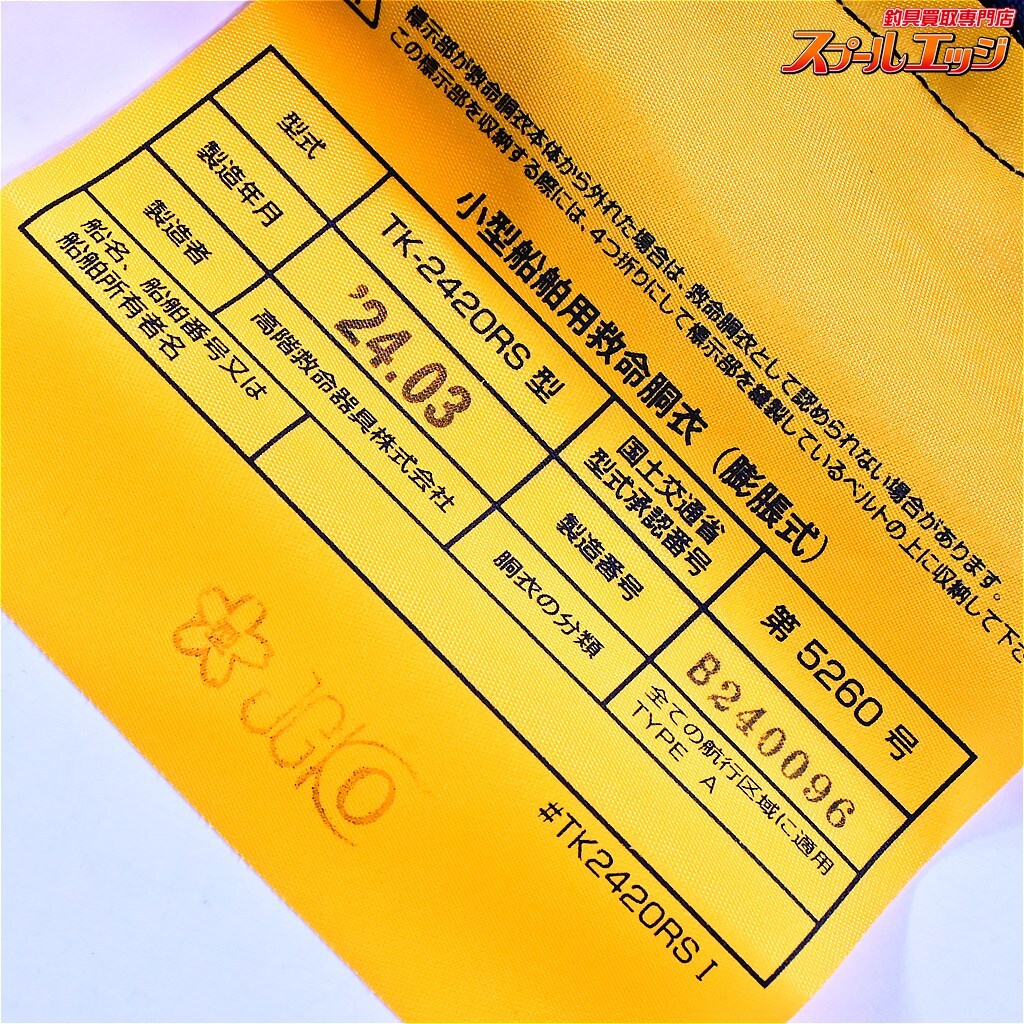 釣具買取専門店
スプールエッジ
標示部が救命胴衣本体から外れた場合は、救命胴衣として認められない場合があります。
この標示部を収納する際には、4つ折りにして標示部を縫製しているベルトの上に収納して下さ
小型船舶用救命胴衣（膨脹式）
型式
TK-2420RS 型
国土交通省
型式承認番号
第 5260 号
製造年月
'24.03
製造番号
B240096
製造者
高階救命器具株式会社
胴衣の分類
全ての航行区域に適用
TYPE A
船名、船舶番号又は
船舶所有者名
#TK2420RS I